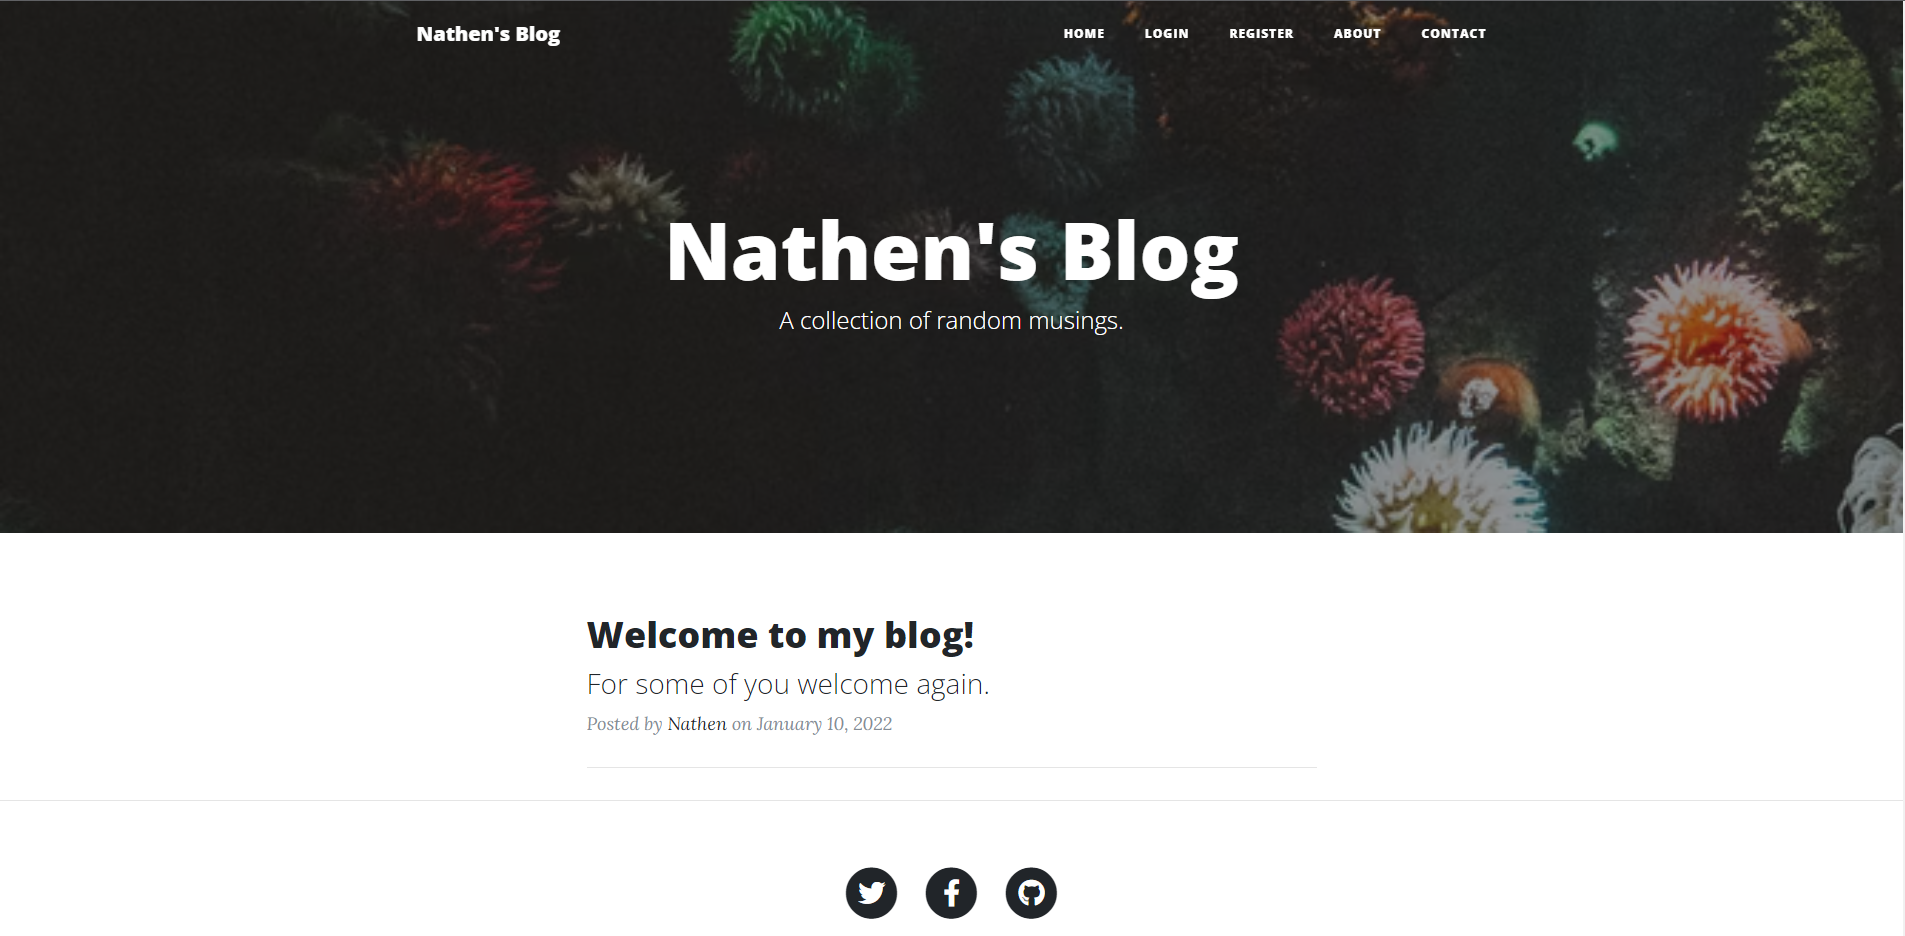 Nathen's Blog
HOME LOGIN REGISTER ABOUT CONTACT
Nathen's Blog
A collection of random musings.
Welcome to my blog!
For some of you welcome again.
Posted by Nathen on January 10, 2022